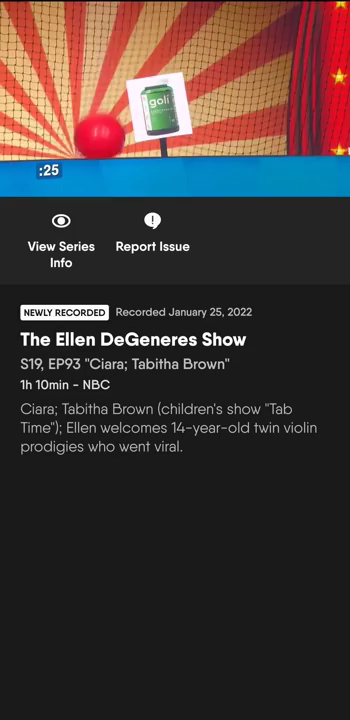 goli
:25
View Series
Info
Report Issue
NEWLY RECORDED Recorded January 25, 2022
The Ellen DeGeneres Show
S19, EP93 "Ciara; Tabitha Brown"
1h 10min - NBC
Ciara; Tabitha Brown (children's show "Tab
Time"); Ellen welcomes 14-year-old twin violin
prodigies who went viral.